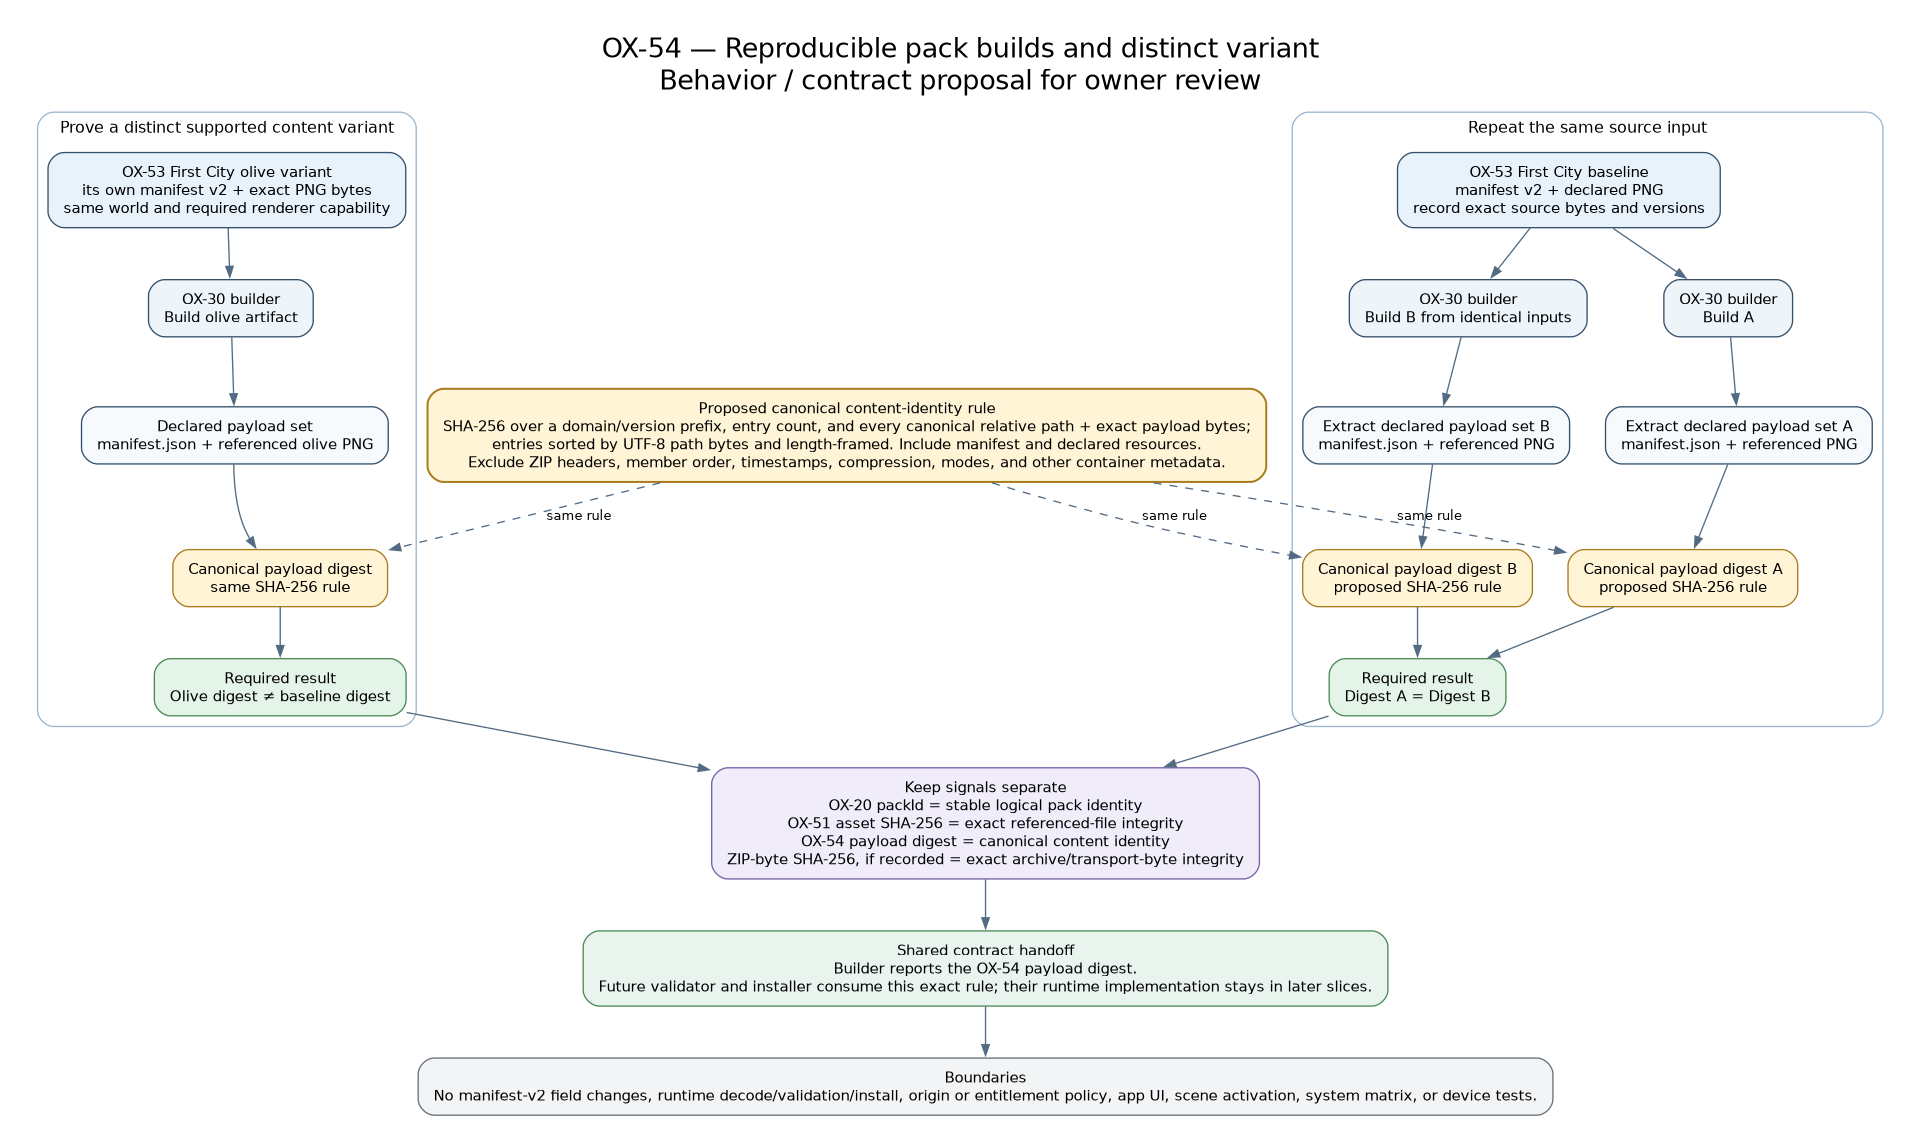 OX-54 — Reproducible pack builds and distinct variant
Behavior / contract proposal for owner review
Prove a distinct supported content variant
OX-53 First City olive variant
its own manifest v2 + exact PNG bytes
same world and required renderer capability
OX-30 builder
Build olive artifact
Declared payload set
manifest.json + referenced olive PNG
Canonical payload digest
same SHA-256 rule
Required result
Olive digest ≠ baseline digest
Proposed canonical content-identity rule
SHA-256 over a domain/version prefix, entry count, and every canonical relative path + exact payload bytes;
entries sorted by UTF-8 path bytes and length-framed. Include manifest and declared resources.
Exclude ZIP headers, member order, timestamps, compression, modes, and other container metadata.
same rule
same rule
same rule
Repeat the same source input
OX-53 First City baseline
manifest v2 + declared PNG
record exact source bytes and versions
OX-30 builder
Build B from identical inputs
OX-30 builder
Build A
Extract declared payload set B
manifest.json + referenced PNG
Extract declared payload set A
manifest.json + referenced PNG
Canonical payload digest B
proposed SHA-256 rule
Canonical payload digest A
proposed SHA-256 rule
Required result
Digest A = Digest B
Keep signals separate
OX-20 packId = stable logical pack identity
OX-51 asset SHA-256 = exact referenced-file integrity
OX-54 payload digest = canonical content identity
ZIP-byte SHA-256, if recorded = exact archive/transport-byte integrity
Shared contract handoff
Builder reports the OX-54 payload digest.
Future validator and installer consume this exact rule; their runtime implementation stays in later slices.
Boundaries
No manifest-v2 field changes, runtime decode/validation/install, origin or entitlement policy, app UI, scene activation, system matrix, or device tests.